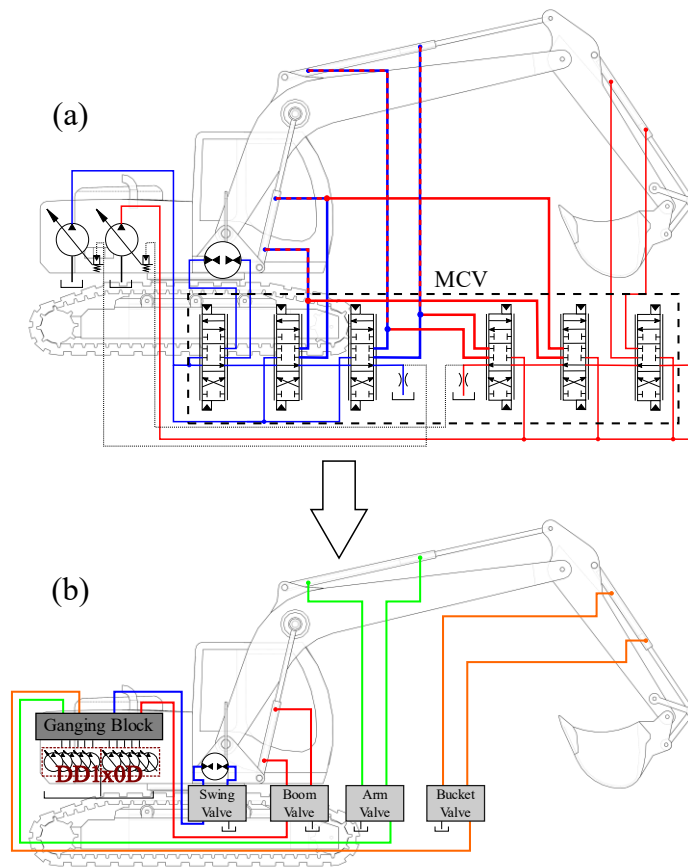 (a)
MCV
(b)
Ganging Block
DD1x0D
Swing
Valve
Boom
Valve
Arm
Valve
Bucket
Valve